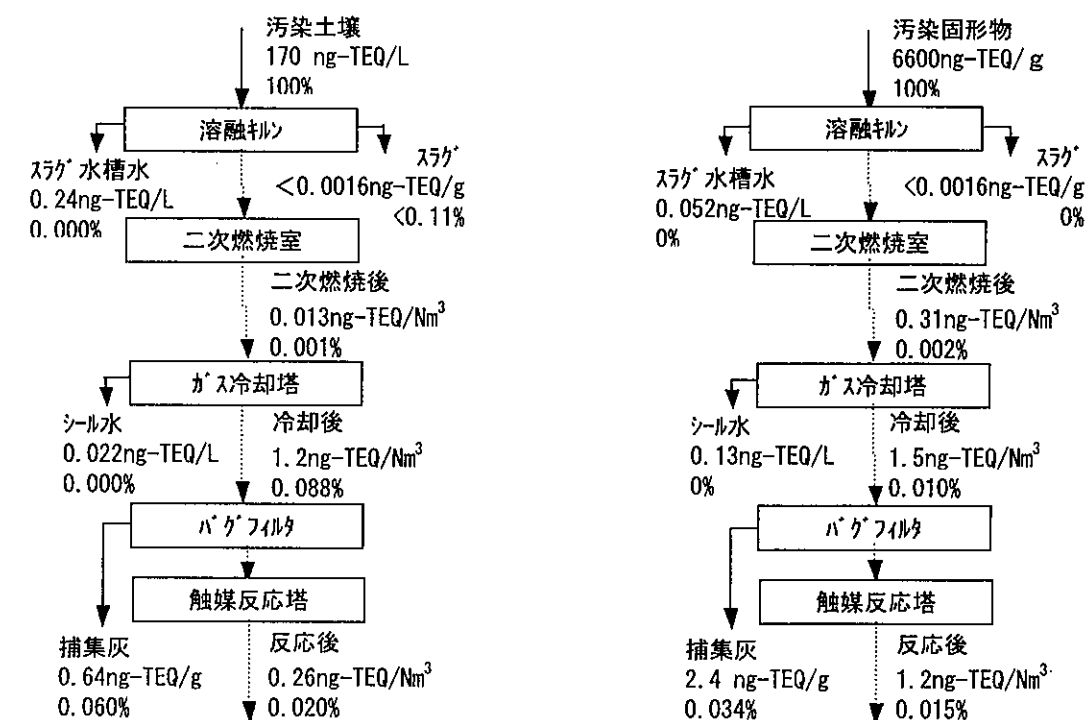 汚染土壌
170 ng-TEQ/L
100%
溶融ｷﾙﾝ
ｽﾗｸﾞ水槽水
0.24ng-TEQ/L
0.000%
ｽﾗｸﾞ
<0.0016ng-TEQ/g
<0.11%
二次燃焼室
二次燃焼後
0.013ng-TEQ/Nm³
0.001%
ｶﾞｽ冷却塔
ｼｰﾙ水
0.022ng-TEQ/L
0.000%
冷却後
1.2ng-TEQ/Nm³
0.088%
ﾊﾞｸﾞﾌｨﾙﾀ
触媒反応塔
捕集灰
0.64ng-TEQ/g
0.060%
反応後
0.26ng-TEQ/Nm³
0.020%
汚染固形物
6600ng-TEQ/g
100%
溶融ｷﾙﾝ
ｽﾗｸﾞ水槽水
0.052ng-TEQ/L
0%
ｽﾗｸﾞ
<0.0016ng-TEQ/g
0%
二次燃焼室
二次燃焼後
0.31ng-TEQ/Nm³
0.002%
ｶﾞｽ冷却塔
ｼｰﾙ水
0.13ng-TEQ/L
0%
冷却後
1.5ng-TEQ/Nm³
0.010%
ﾊﾞｸﾞﾌｨﾙﾀ
触媒反応塔
捕集灰
2.4 ng-TEQ/g
0.034%
反応後
1.2ng-TEQ/Nm³
0.015%